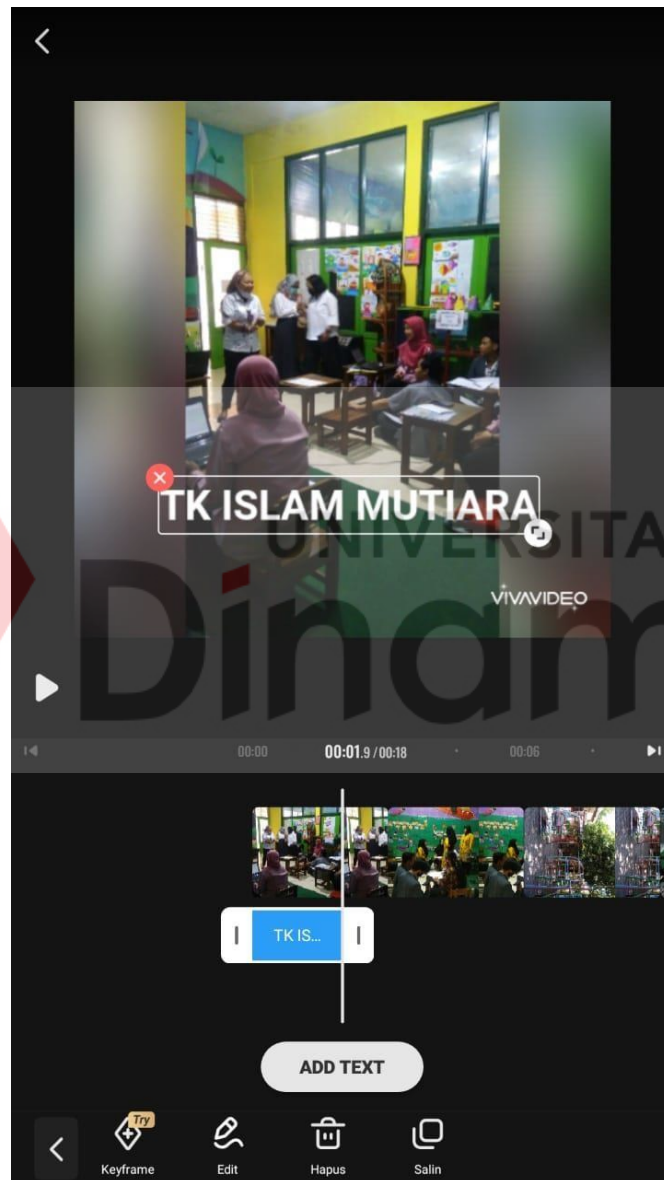 TK ISLAM MUTIARA
UNIVERSITA
Dinam
VIVAVIDEO
00:00 00:01.9 / 00:18 00:06
TK IS...
ADD TEXT
Try
Keyframe Edit Hapus Salin